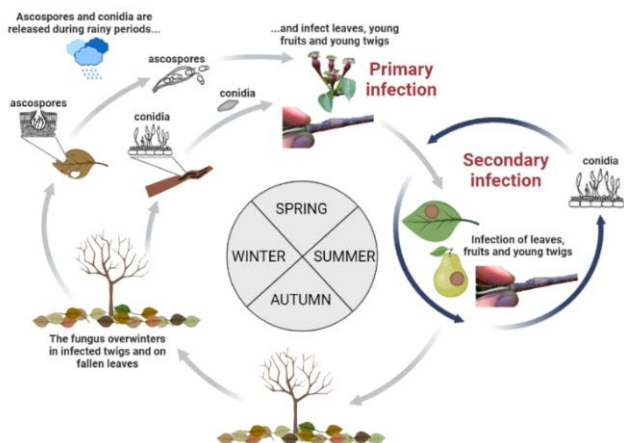 Ascospores and conidia are
released during rainy periods...
...and infect leaves, young
fruits and young twigs
ascospores
Primary
infection
conidia
ascospores
conidia
Secondary
infection
conidia
SPRING
WINTER
SUMMER
AUTUMN
Infection of leaves,
fruits and young twigs
The fungus overwinters
in infected twigs and on
fallen leaves